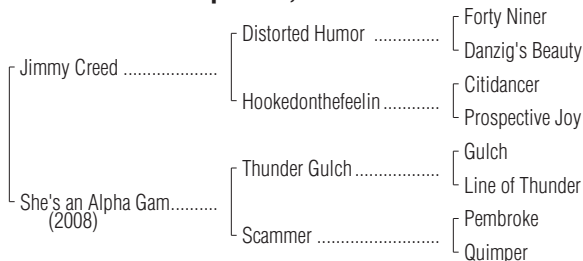 Forty Niner
Distorted Humor ..............
Danzig's Beauty
Jimmy Creed ....................
Citidancer
Hookedonthefeelin ............
Prospective Joy
Gulch
Thunder Gulch ..................
Line of Thunder
She's an Alpha Gam..........
(2008)
Pembroke
Scammer ..........................
Quimper